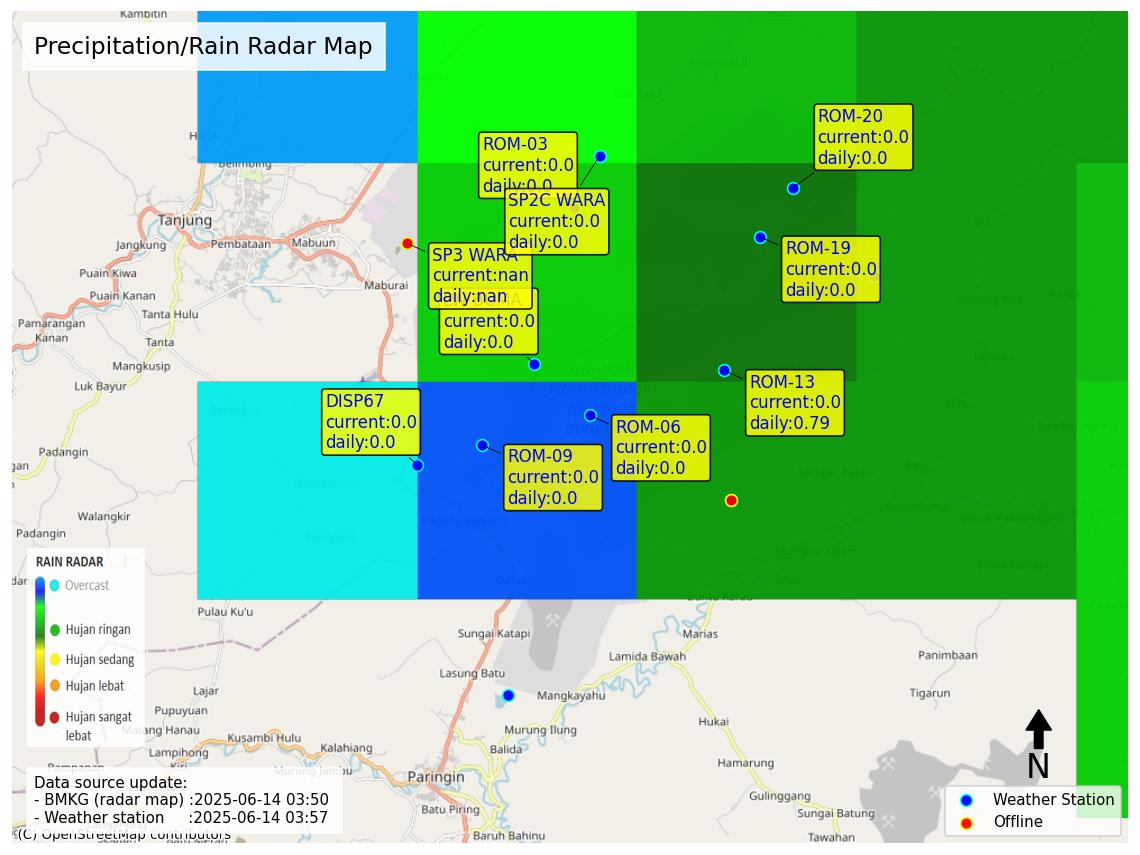 Kambitin
Precipitation/Rain Radar Map
ROM-20
current:0.0
daily:0.0
ROM-03
current:0.0
daily:0.0
Belimbing
SP2C WARA
current:0.0
daily:0.0
Tanjung
Jangkung
Pembataan
Mabuun
ROM-19
current:0.0
daily:0.0
SP3 WARA
current:nan
daily:nan
Puain Kiwa
Maburai
Puain Kanan
current:0.0
daily:0.0
Tanta Hulu
Pamarangan
Kanan
Tanta
Mangkusip
Luk Bayur
ROM-13
current:0.0
daily:0.79
DISP67
current:0.0
daily:0.0
ROM-06
current:0.0
daily:0.0
ROM-09
current:0.0
daily:0.0
Walangkir
Padangin
RAIN RADAR
Overcast
Hujan ringan
Hujan sedang
Hujan lebat
Hujan sangat
lebat
Pulau Ku'u
Sungai Katapi
Marias
Lamida Bawah
Panimbaan
Lasung Batu
Lajar
Mangkayahu
Tigarun
Pupuyuan
Matang Hanau
Hukai
Murung Ilung
Kusambi Hulu
Lampihong
Kalahiang
Balida
Murung Jambu
Paringin
Hamarung
N
Data source update:
- BMKG (radar map) :2025-06-14 03:50
- Weather station :2025-06-14 03:57
Batu Piring
Gulinggang
Sungai Batung
Weather Station
Offline
(C) OpenStreetMap contributors
Baruh Bahinu
Tawahan